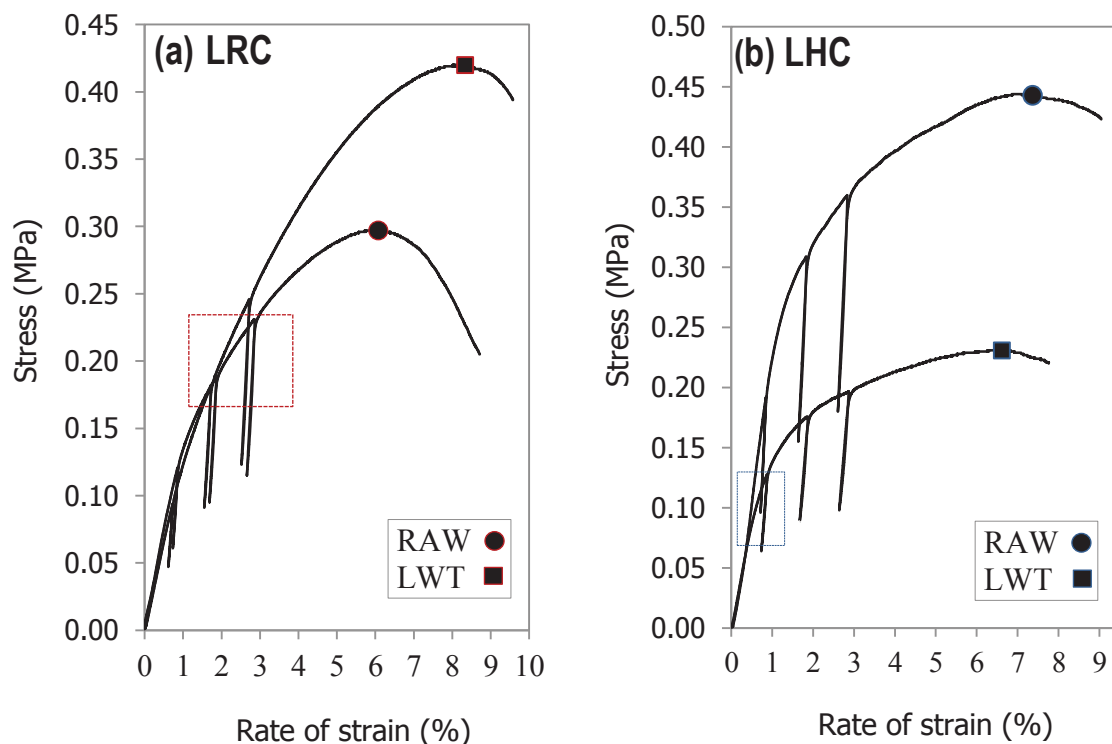 (a) LRC
Stress (MPa)
0.45
0.40
0.35
0.30
0.25
0.20
0.15
0.10
0.05
0.00
RAW
LWT
0 1 2 3 4 5 6 7 8 9 10
Rate of strain (%)
(b) LHC
Stress (MPa)
0.50
0.45
0.40
0.35
0.30
0.25
0.20
0.15
0.10
0.05
0.00
RAW
LWT
0 1 2 3 4 5 6 7 8 9
Rate of strain (%)